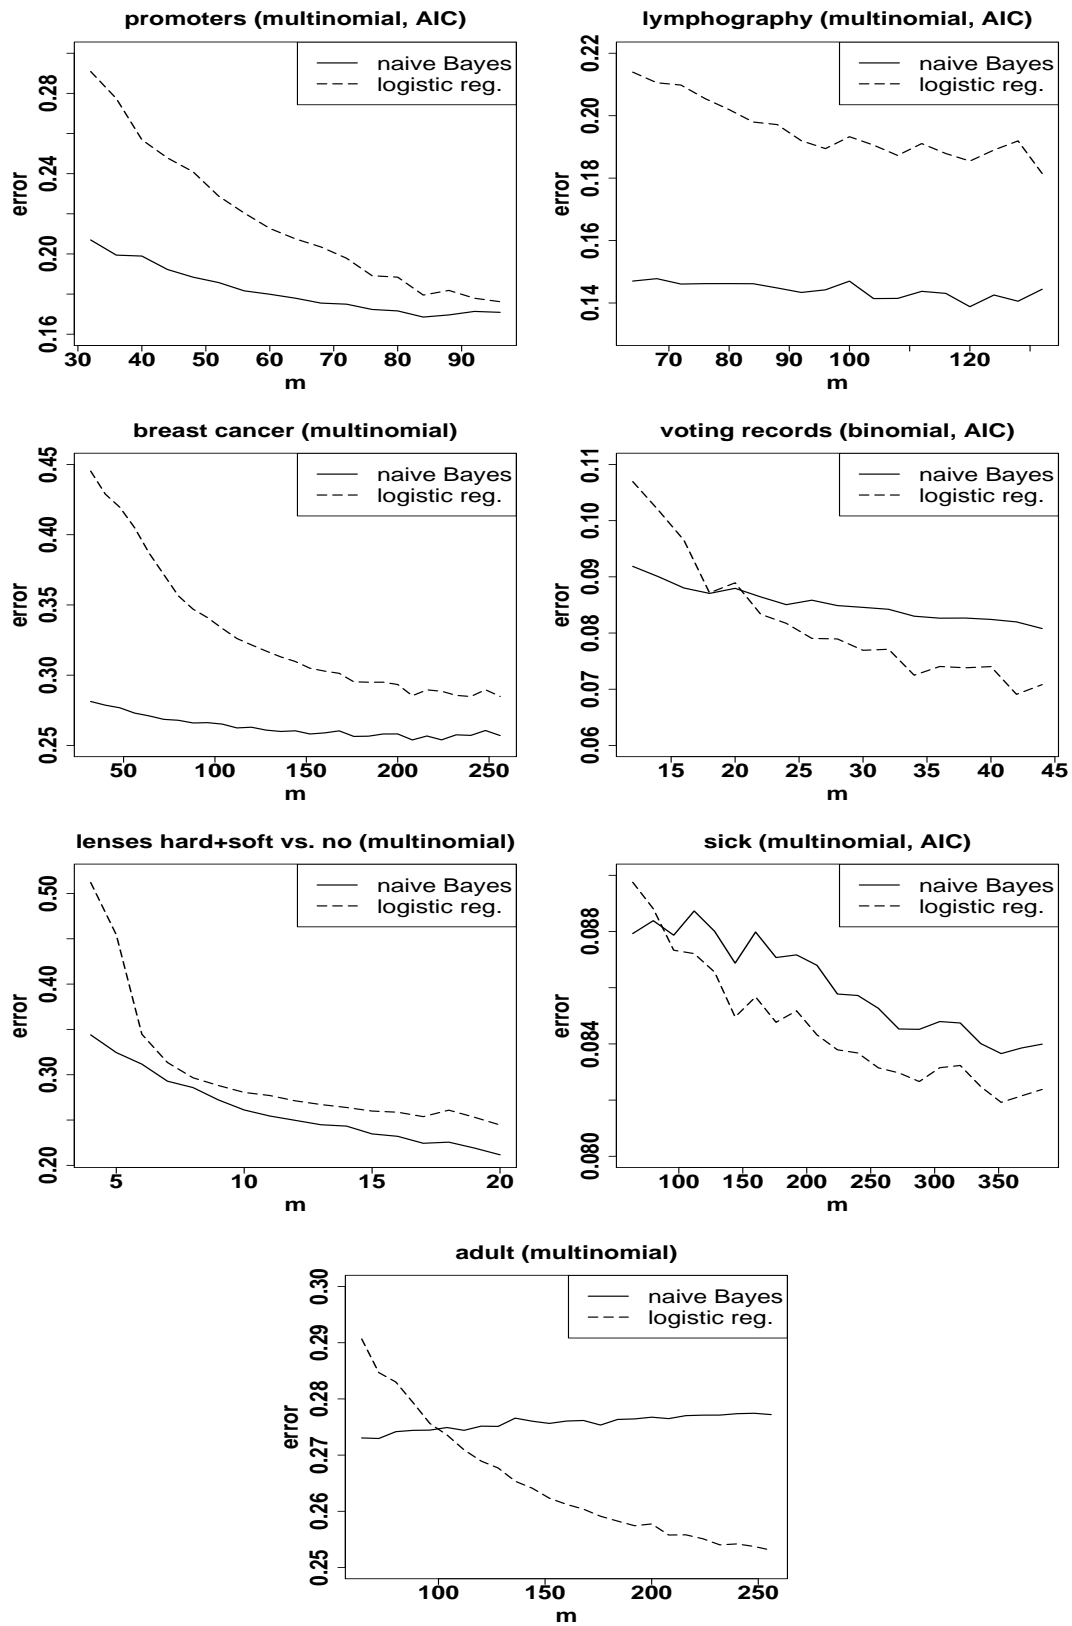 promoters (multinomial, AIC)
naive Bayes
logistic reg.
error
0.16 0.20 0.24 0.28
30 40 50 60 70 80 90
m
lymphography (multinomial, AIC)
naive Bayes
logistic reg.
error
0.14 0.16 0.18 0.20 0.22
70 80 90 100 120
m
breast cancer (multinomial)
naive Bayes
logistic reg.
error
0.25 0.30 0.35 0.40 0.45
50 100 150 200 250
m
voting records (binomial, AIC)
naive Bayes
logistic reg.
error
0.06 0.07 0.08 0.09 0.10 0.11
15 20 25 30 35 40 45
m
lenses hard+soft vs. no (multinomial)
naive Bayes
logistic reg.
error
0.20 0.30 0.40 0.50
5 10 15 20
m
sick (multinomial, AIC)
naive Bayes
logistic reg.
error
0.080 0.084 0.088
100 150 200 250 300 350
m
adult (multinomial)
naive Bayes
logistic reg.
error
0.25 0.26 0.27 0.28 0.29 0.30
100 150 200 250
m